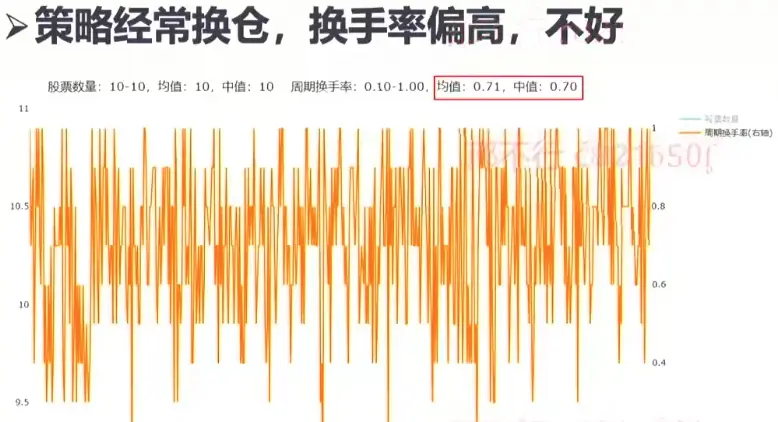 ➢策略经常换仓，换手率偏高，不好
股票数量：10-10，均值：10，中值：10 周期换手率：0.10-1.00，均值：0.71，中值：0.70
11
股票数量
1
周期换手率(右轴)
10.5
0.8
10
0.6
0.4
9.5